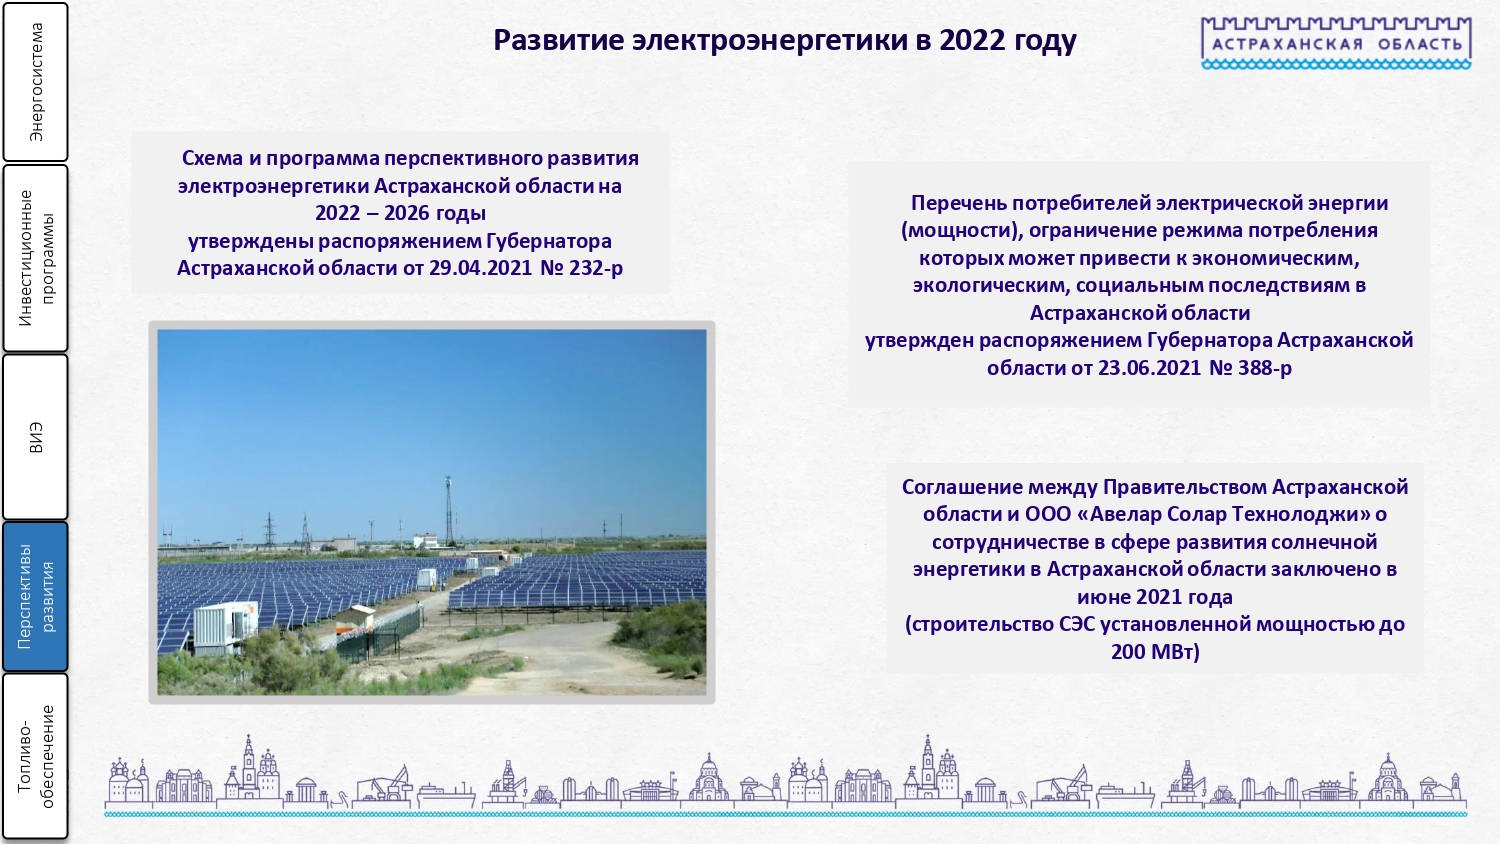 Развитие электроэнергетики в 2022 году
АСТРАХАНСКАЯ ОБЛАСТЬ
Энергосистема
Инвестиционные
программы
ВИЭ
Перспективы
развития
Топливо-
обеспечение
Схема и программа перспективного развития
электроэнергетики Астраханской области на
2022 – 2026 годы
утверждены распоряжением Губернатора
Астраханской области от 29.04.2021 № 232-р
Перечень потребителей электрической энергии
(мощности), ограничение режима потребления
которых может привести к экономическим,
экологическим, социальным последствиям в
Астраханской области
утвержден распоряжением Губернатора Астраханской
области от 23.06.2021 № 388-р
Соглашение между Правительством Астраханской
области и ООО «Авелар Солар Технолоджи» о
сотрудничестве в сфере развития солнечной
энергетики в Астраханской области заключено в
июне 2021 года
(строительство СЭС установленной мощностью до
200 МВт)